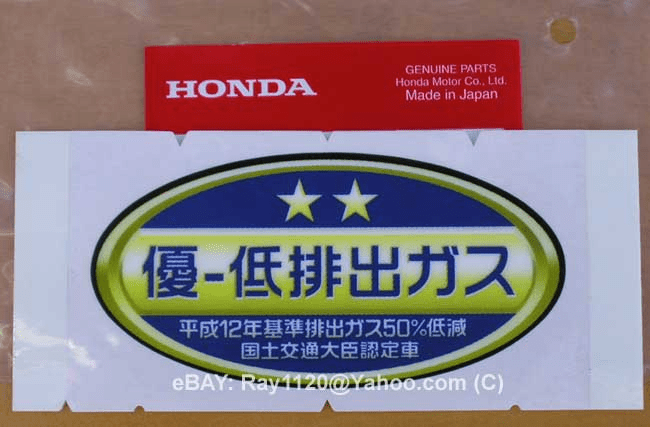 HONDA
GENUINE PARTS
Honda Motor Co., Ltd.
Made in Japan
優-低排出ガス
平成12年基準排出ガス50%低減
国土交通大臣認定車
eBAY: Ray1120@Yahoo.com (C)